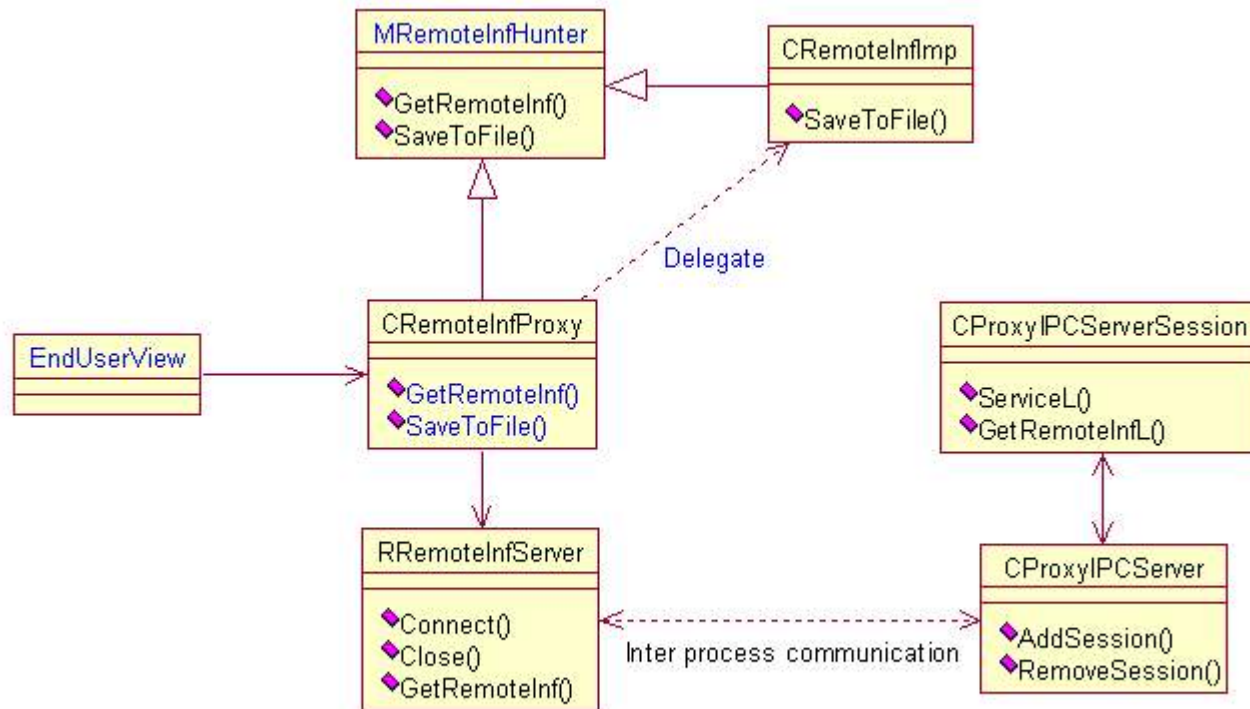 MRemoteInfHunter
GetRemoteInf()
SaveToFile()
CRemoteInfImp
SaveToFile()
Delegate
EndUserView
CRemoteInfProxy
GetRemoteInf()
SaveToFile()
CProxyIPCServerSession
ServiceL()
GetRemoteInfL()
RRemoteInfServer
Connect()
Close()
GetRemoteInf()
Inter process communication
CProxyIPCServer
AddSession()
RemoveSession()